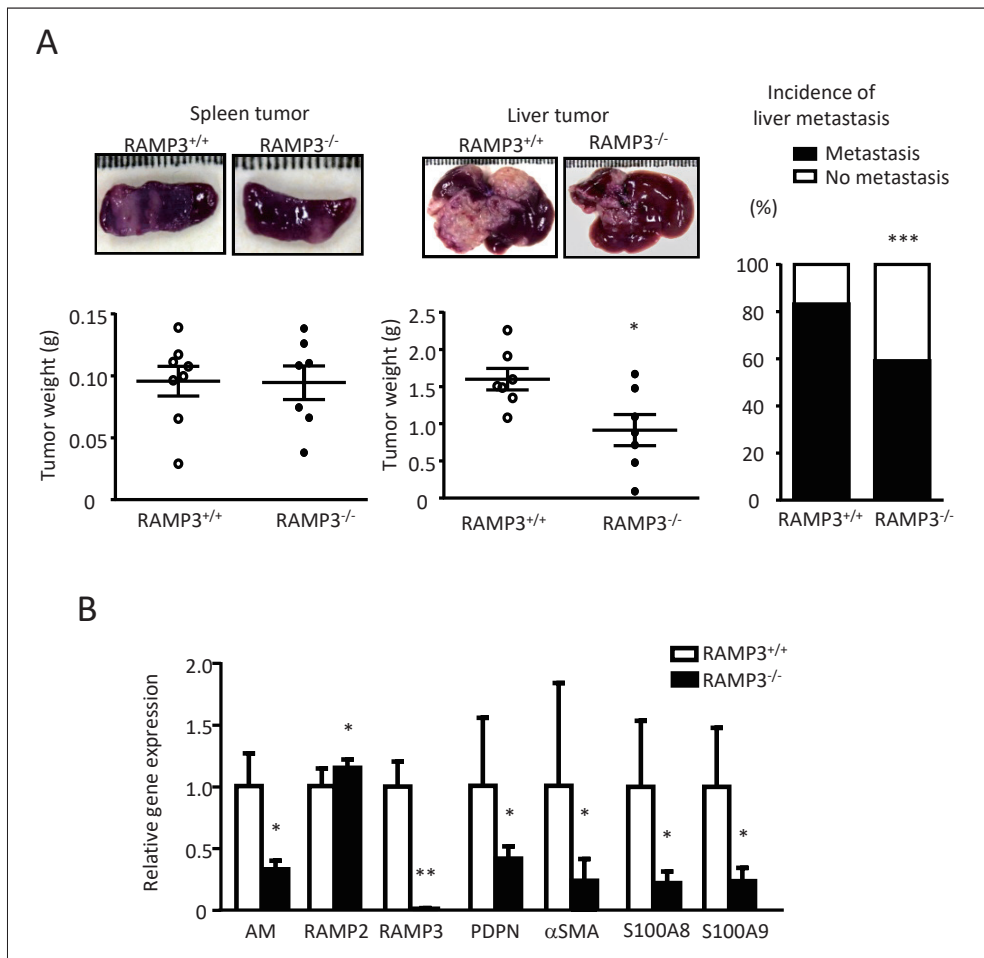 A
Spleen tumor
RAMP3+/+ RAMP3-/-
Liver tumor
RAMP3+/+ RAMP3-/-
Incidence of
liver metastasis
Metastasis
No metastasis
(%)
***
100
80
60
40
20
0
RAMP3+/+ RAMP3-/-
Tumor weight (g)
0.15
0.10
0.05
0
RAMP3+/+ RAMP3-/-
Tumor weight (g)
2.5
2.0
1.5
1.0
0.5
0
*
RAMP3+/+ RAMP3-/-
B
RAMP3+/+
RAMP3-/-
Relative gene expression
2.0
1.5
1.0
0.5
0
* * ** * * * *
AM RAMP2 RAMP3 PDPN αSMA S100A8 S100A9